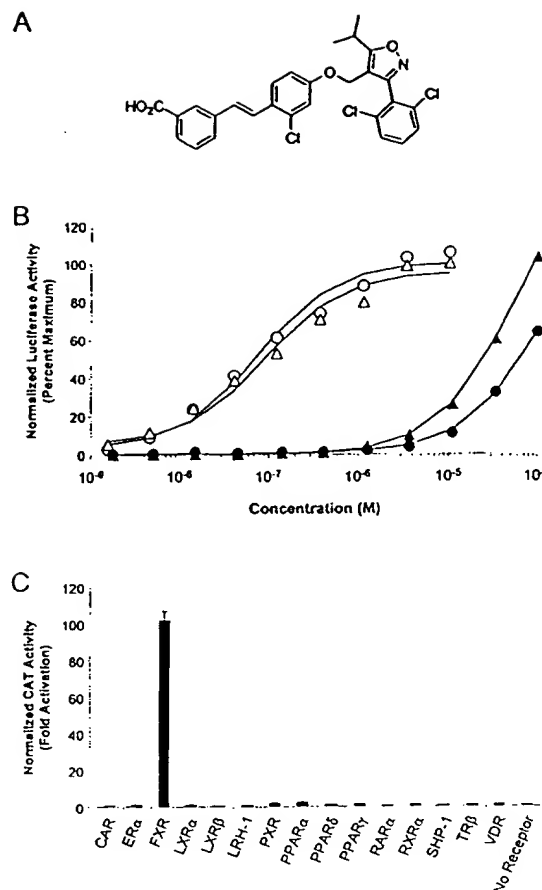 A
HO₂C
O
O
N
Cl
Cl
Cl
B
Normalized Luciferase Activity
(Percent Maximum)
120
100
80
60
40
20
0
10⁻⁸
10⁻⁷
10⁻⁶
10⁻⁵
Concentration (M)
C
Normalized CAT Activity
(Fold Activation)
120
100
80
60
40
20
0
CAR
ERα
FXR
LXRα
LXRβ
LRH-1
PXR
PPARα
PPARδ
PPARγ
RARα
RXRα
SHP-1
TRβ
VDR
No Receptor